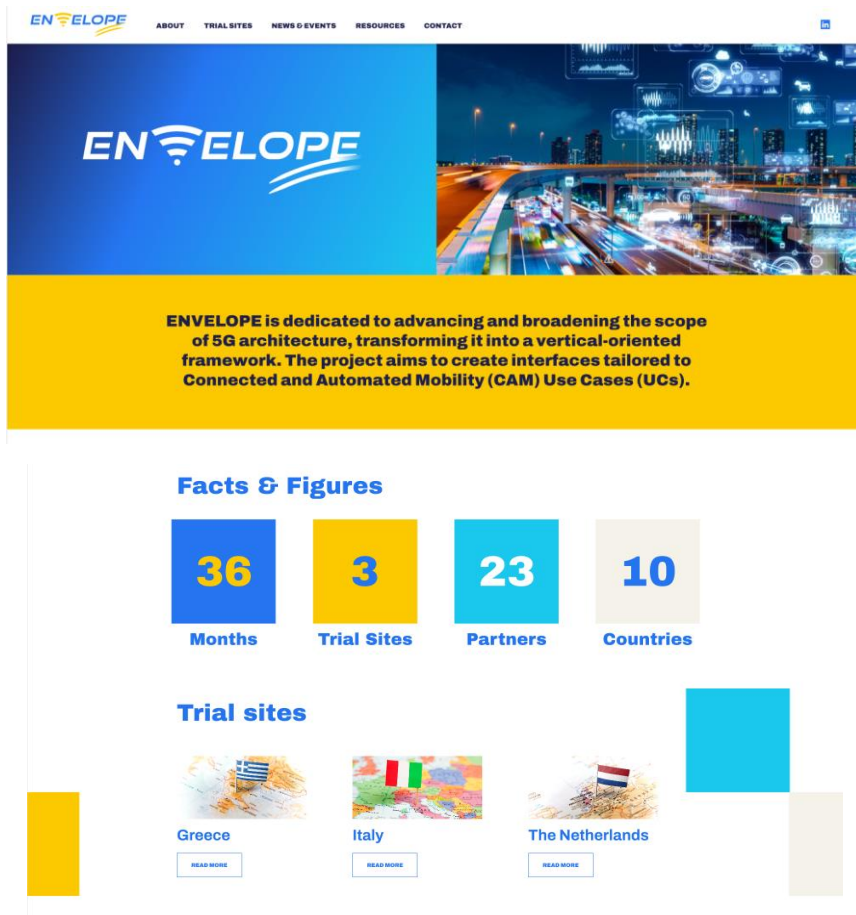 ENVELOPE
ABOUT TRIAL SITES NEWS & EVENTS RESOURCES CONTACT
in
ENVELOPE
ENVELOPE is dedicated to advancing and broadening the scope
of 5G architecture, transforming it into a vertical-oriented
framework. The project aims to create interfaces tailored to
Connected and Automated Mobility (CAM) Use Cases (UCs).
Facts & Figures
36 3 23 10
Months Trial Sites Partners Countries
Trial sites
Greece Italy The Netherlands
READ MORE READ MORE READ MORE